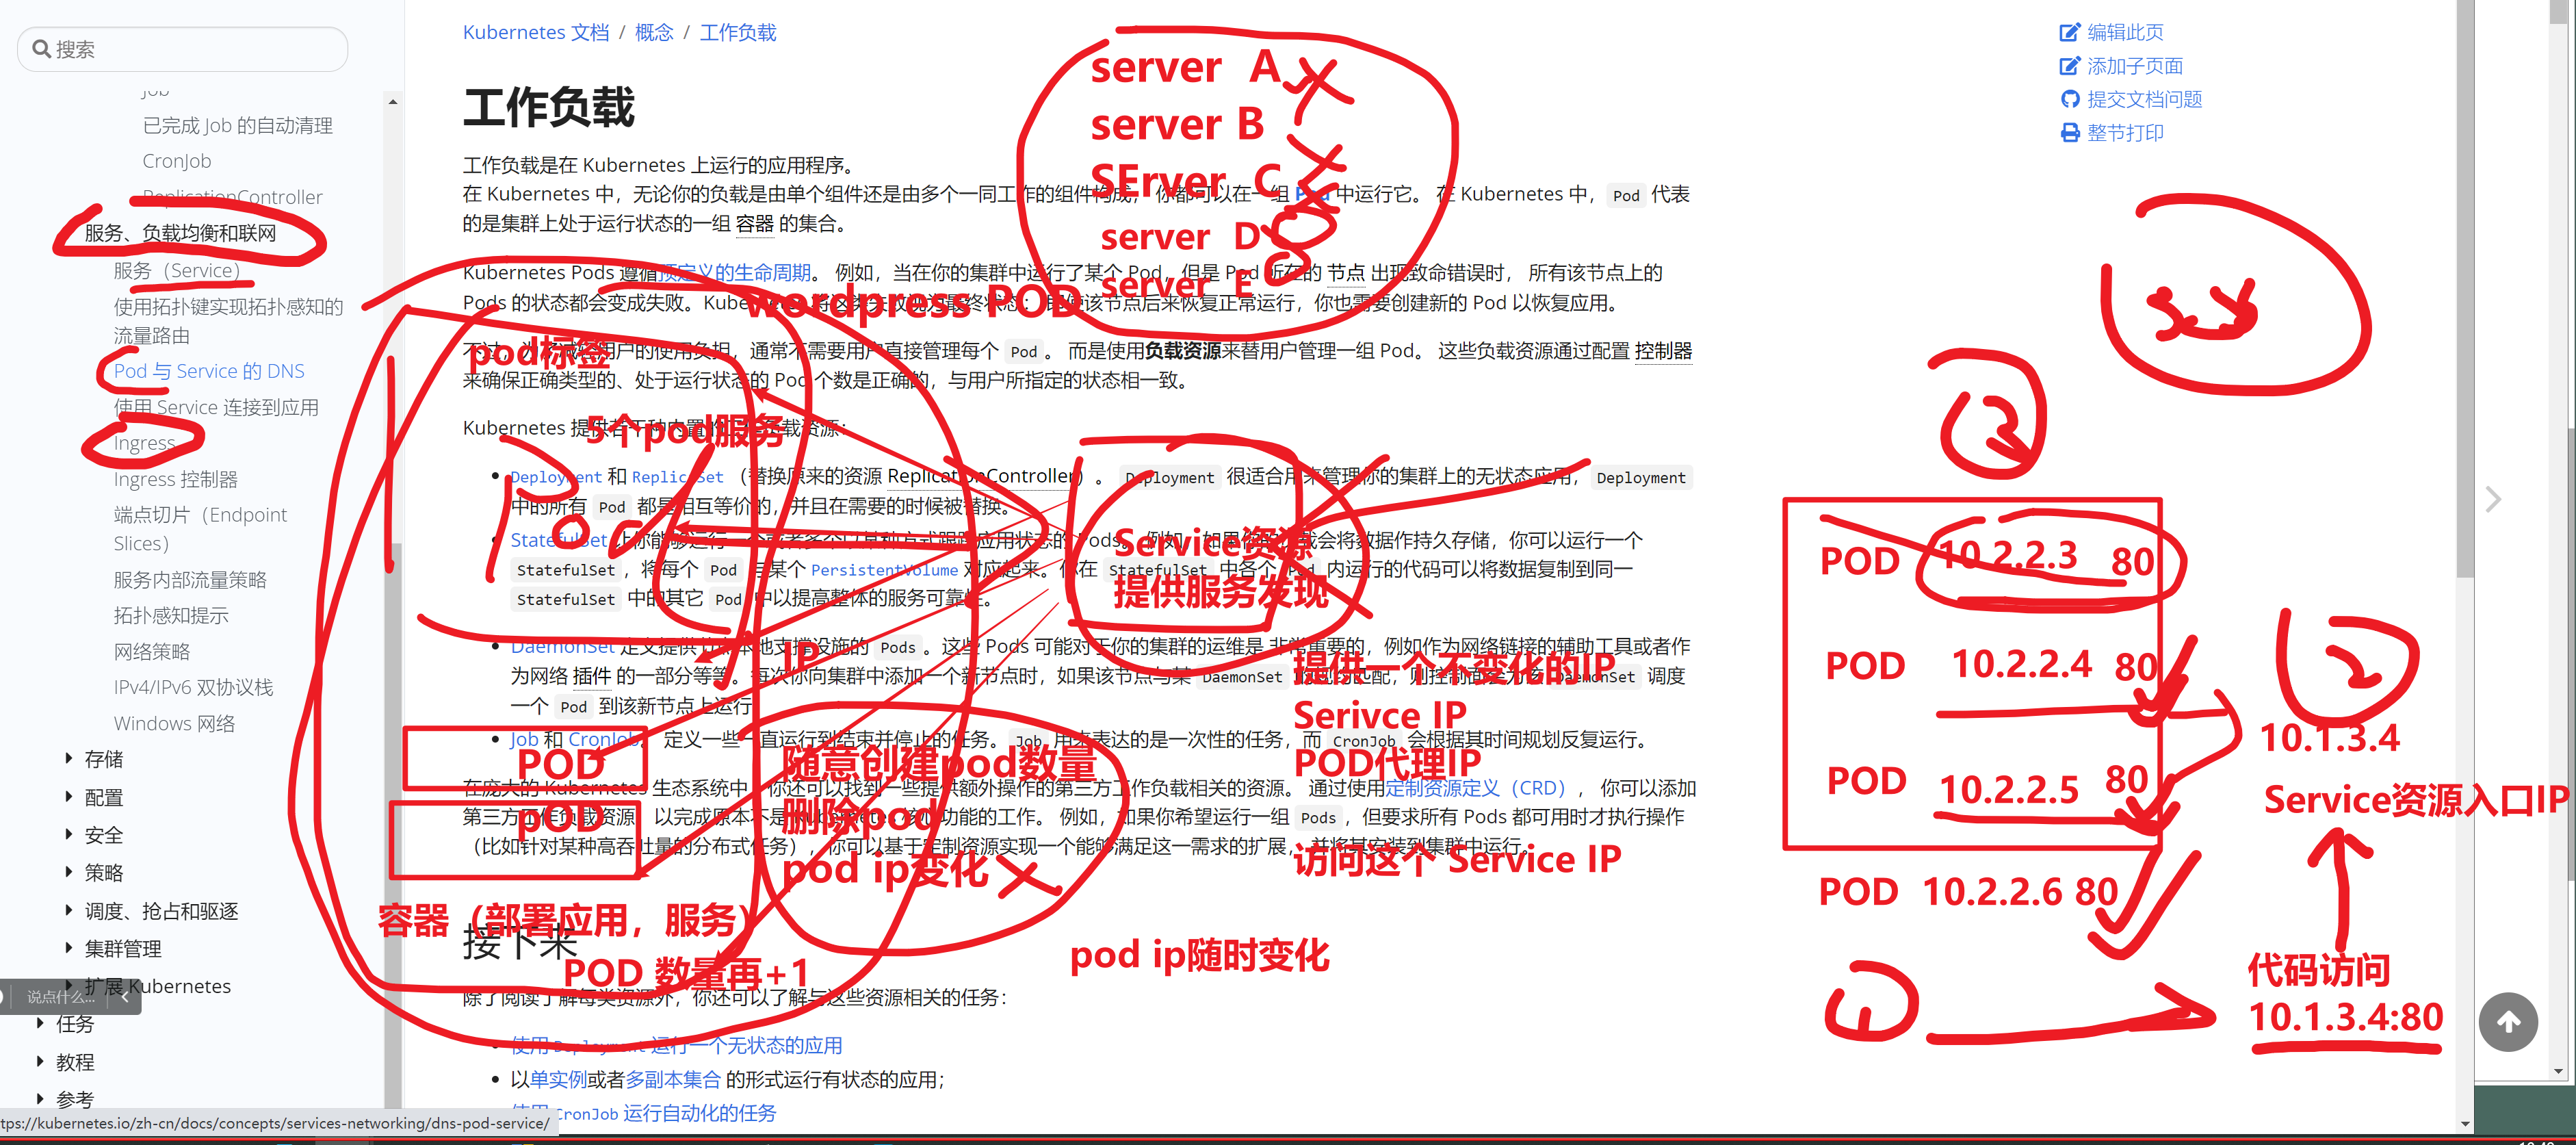 搜索
Job
已完成 Job 的自动清理
CronJob
ReplicationController
服务、负载均衡和联网
服务（Service）
使用拓扑键实现拓扑感知的
流量路由
Pod 与 Service 的 DNS
使用 Service 连接到应用
Ingress
Ingress 控制器
端点切片（Endpoint
Slices）
服务内部流量策略
拓扑感知提示
网络策略
IPv4/IPv6 双协议栈
Windows 网络
存储
配置
安全
策略
调度、抢占和驱逐
集群管理
扩展 Kubernetes
说点什么...
任务
教程
参考
tps://kubernetes.io/zh-cn/docs/concepts/services-networking/dns-pod-service/
Kubernetes 文档 / 概念 / 工作负载
工作负载
工作负载是在 Kubernetes 上运行的应用程序。
在 Kubernetes 中，无论你的负载是由单个组件还是由多个一同工作的组件构成，你都可以在一组 Pod 中运行它。 在 Kubernetes 中，Pod 代表
的是集群上处于运行状态的一组 容器 的集合。
Kubernetes Pods 遵循预定义的生命周期。 例如，当在你的集群中运行了某个 Pod，但是 Pod 所在的 节点 出现致命错误时， 所有该节点上的
Pods 的状态都会变成失败。Kubernetes 将这类失败视为最终状态： 即使该节点后来恢复正常运行，你也需要创建新的 Pod 以恢复应用。
不过，为了减轻用户的使用负担，通常不需要用户直接管理每个 Pod 。 而是使用负载资源来替用户管理一组 Pod。 这些负载资源通过配置 控制器
来确保正确类型的、处于运行状态的 Pod 个数是正确的，与用户所指定的状态相一致。
Kubernetes 提供若干种内置的工作负载资源：
Deployment 和 ReplicaSet （替换原来的资源 ReplicationController）。 Deployment 很适合用来管理你的集群上的无状态应用，Deployment
中的所有 Pod 都是相互等价的，并且在需要的时候被替换。
StatefulSet 让你能够运行一个或者多个以某种方式跟踪应用状态的 Pods。 例如，如果你的负载会将数据作持久存储，你可以运行一个
StatefulSet ，将每个 Pod 与某个 PersistentVolume 对应起来。你在 StatefulSet 中各个 Pod 内运行的代码可以将数据复制到同一
StatefulSet 中的其它 Pod 中以提高整体的服务可靠性。
DaemonSet 定义提供节点本地支撑设施的 Pods 。这些 Pods 可能对于你的集群的运维是 非常重要的，例如作为网络链接的辅助工具或者作
为网络 插件 的一部分等等。每次你向集群中添加一个新节点时，如果该节点与某 DaemonSet 的规约匹配，则控制面会为该 DaemonSet 调度
一个 Pod 到该新节点上运行
Job 和 CronJob。 定义一些一直运行到结束并停止的任务。Job 用来表达的是一次性的任务，而 CronJob 会根据其时间规划反复运行。
在庞大的 Kubernetes 生态系统中，你还可以找到一些提供额外操作的第三方工作负载相关的资源。 通过使用定制资源定义（CRD）， 你可以添加
第三方工作负载资源，以完成原本不是 Kubernetes 核心功能的工作。 例如，如果你希望运行一组 Pods ，但要求所有 Pods 都可用时才执行操作
（比如针对某种高吞吐量的分布式任务），你可以基于定制资源实现一个能够满足这一需求的扩展，并将其安装到集群中运行。
接下来
除了阅读了解每类资源外，你还可以了解与这些资源相关的任务：
使用 Deployment 运行一个无状态的应用
以单实例或者多副本集合 的形式运行有状态的应用；
使用 CronJob 运行自动化的任务
server A
server B
SErver C
server D
server E
wordpress POD
pod标签
5个pod服务
Service资源
提供服务发现
IP
提供一个不变化的IP
Serivce IP
POD代理IP
访问这个 Service IP
POD
pOD
随意创建pod数量
删除pod
pod ip变化
容器（部署应用，服务）
POD 数量再+1
pod ip随时变化
编辑此页
添加子页面
提交文档问题
整节打印
POD 10.2.2.3 80
POD 10.2.2.4 80
POD 10.2.2.5 80
POD 10.2.2.6 80
10.1.3.4
Service资源入口IP
代码访问
10.1.3.4:80